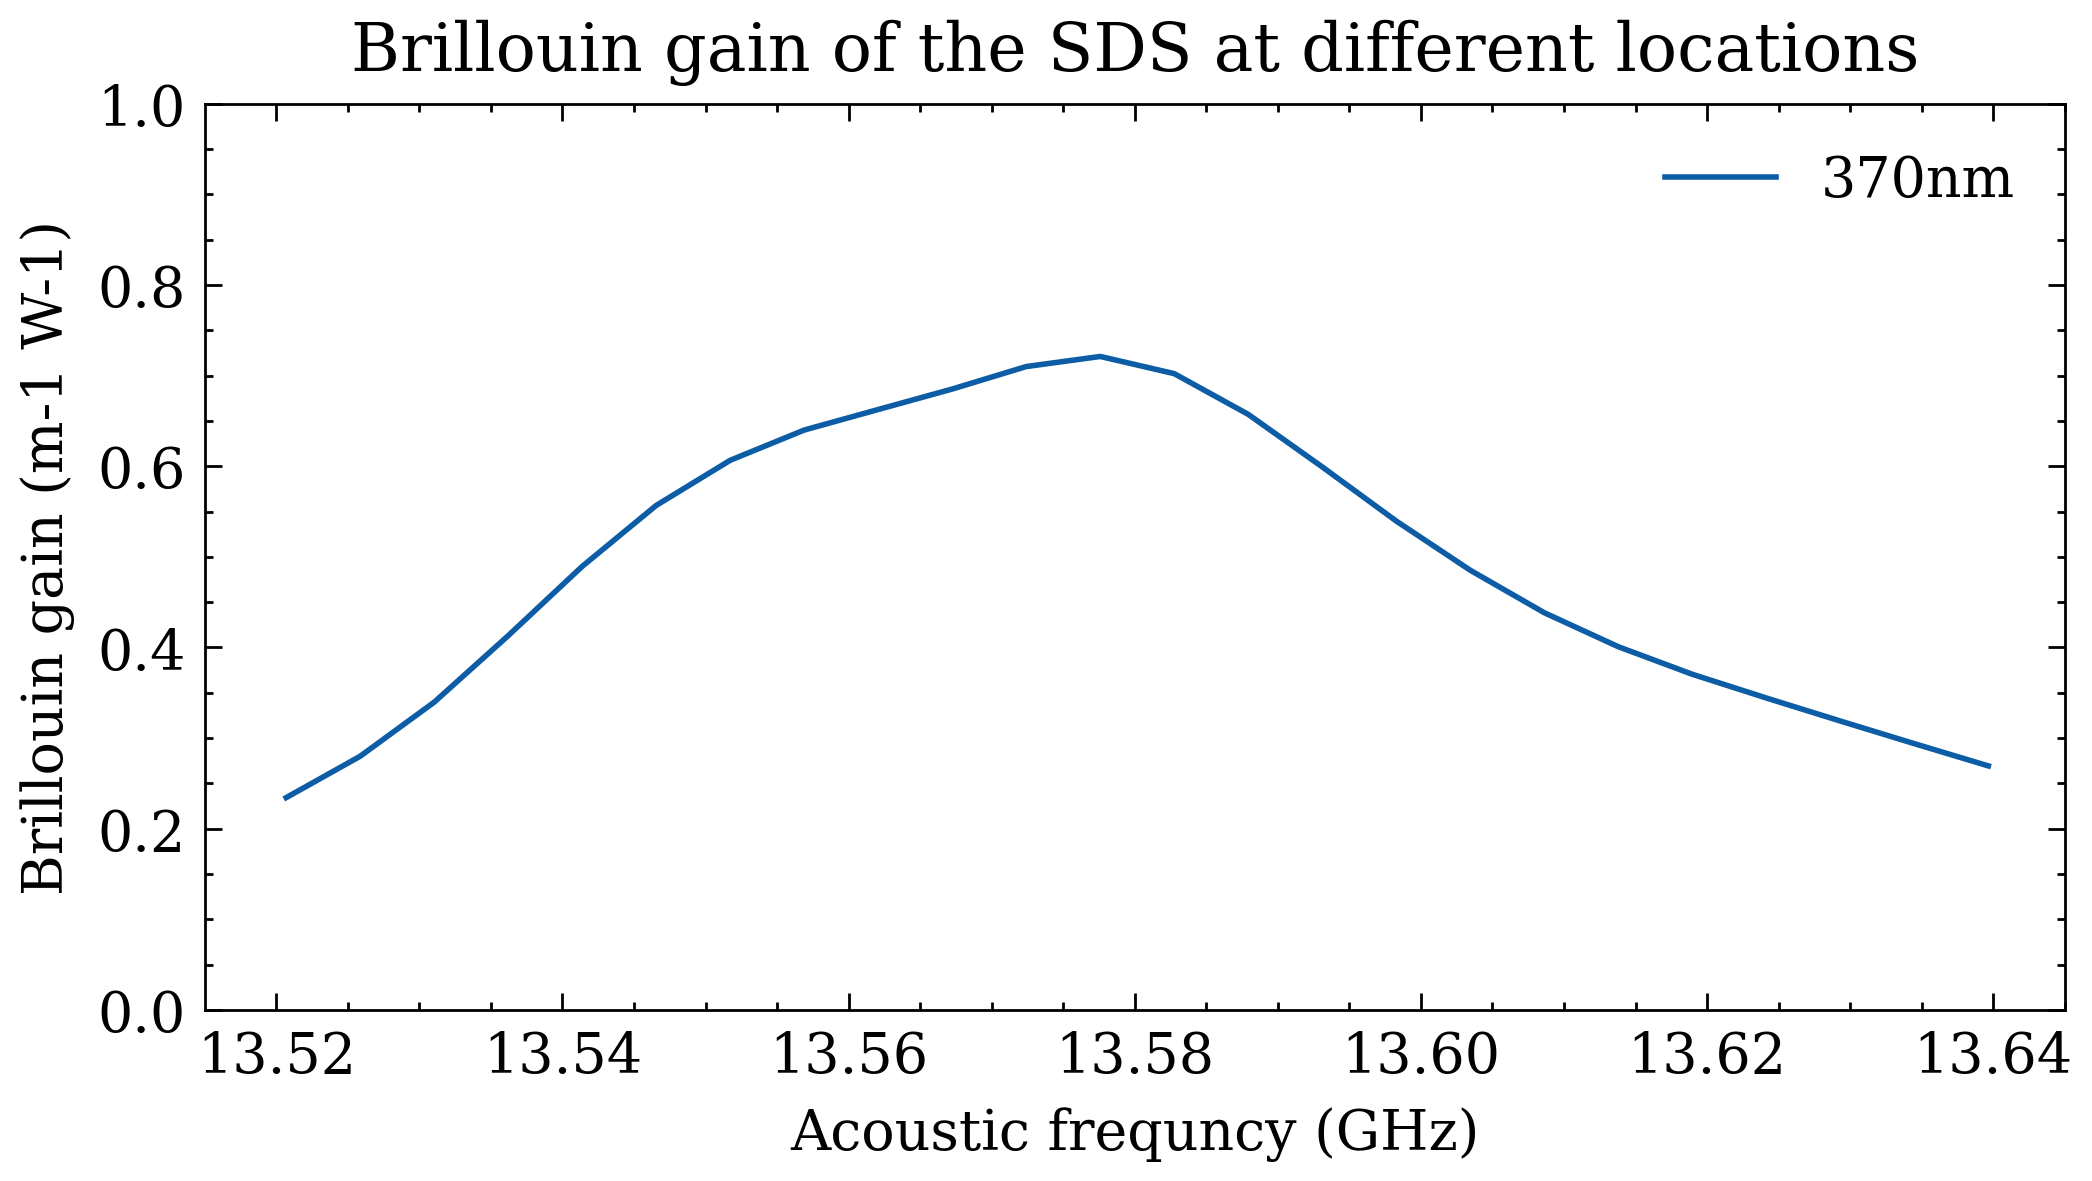 Brillouin gain of the SDS at different locations
370nm
Brillouin gain (m-1 W-1)
1.0
0.8
0.6
0.4
0.2
0.0
13.52 13.54 13.56 13.58 13.60 13.62 13.64
Acoustic frequncy (GHz)